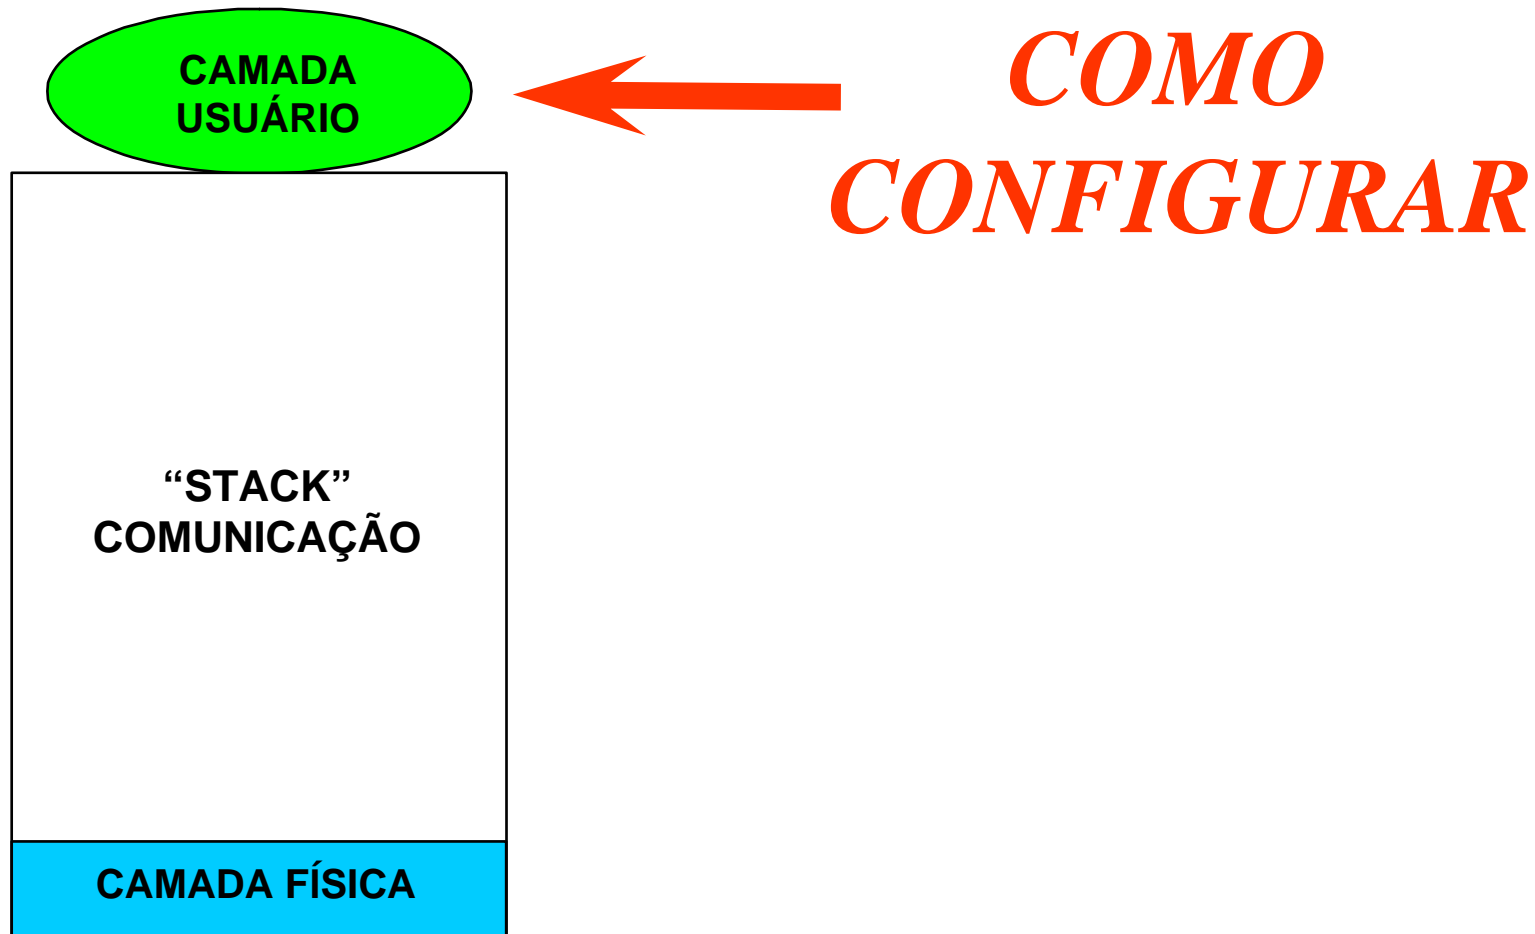 CAMADA
USUÁRIO
COMO
CONFIGURAR
“STACK”
COMUNICAÇÃO
CAMADA FÍSICA